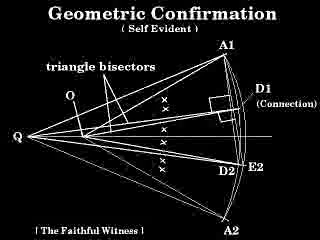 Geometric Confirmation
( Self Evident )
A1
triangle bisectors
D1
O
(Connection)
Q
D2
E2
A2
[ The Faithful Witness ]